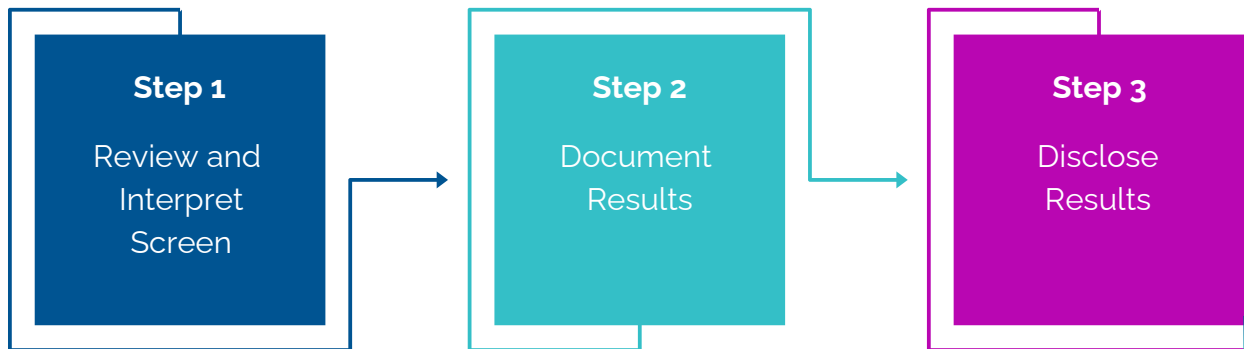 Step 1
Review and
Interpret
Screen
Step 2
Document
Results
Step 3
Disclose
Results